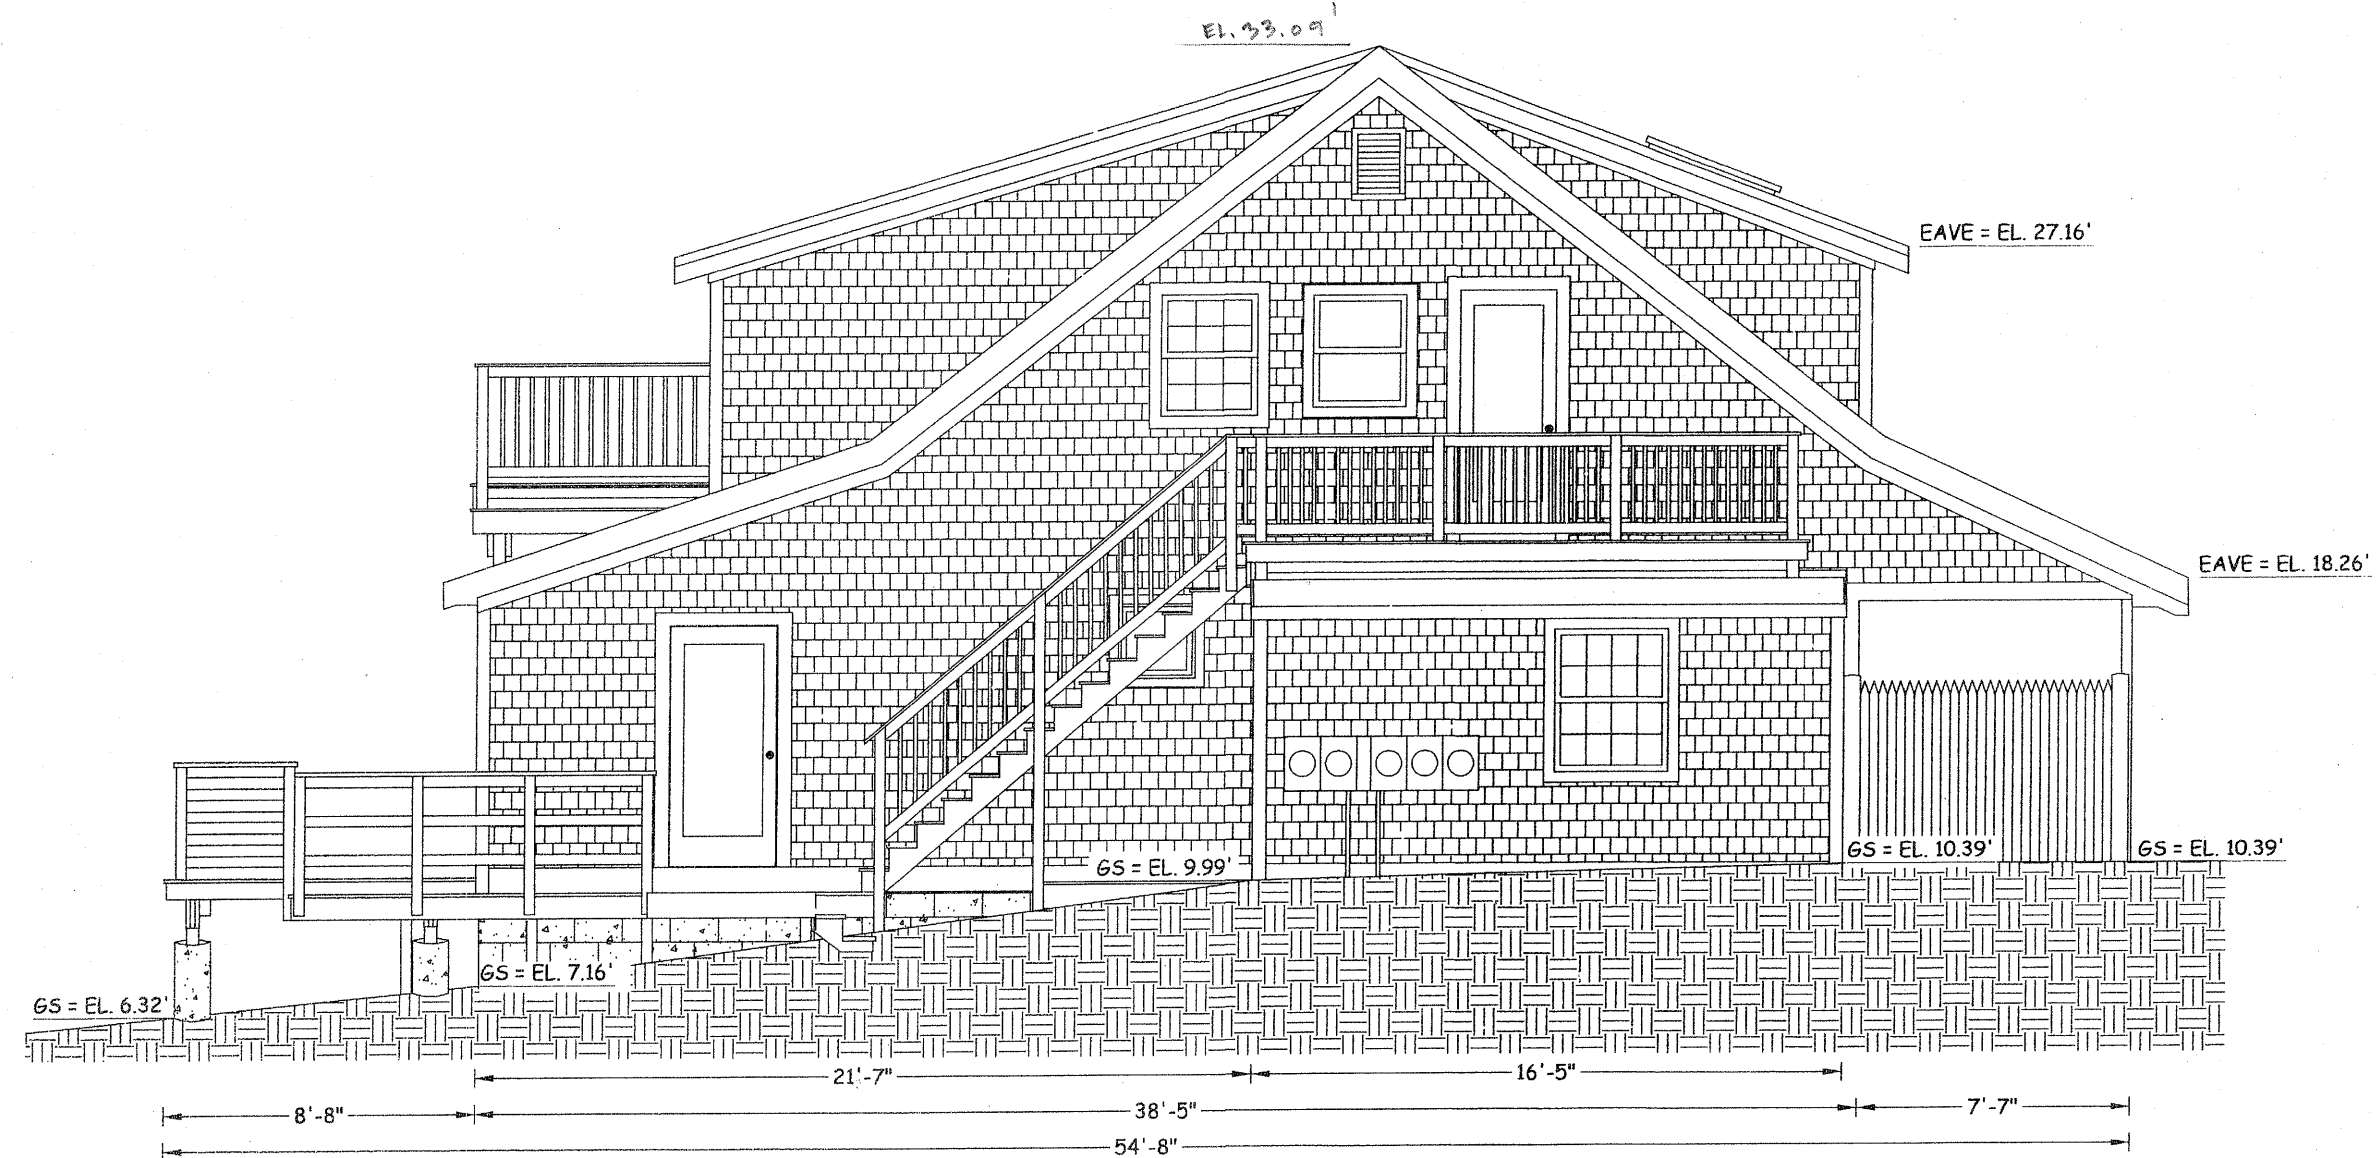 EL. 33.09'
EAVE = EL. 27.16'
EAVE = EL. 18.26'
GS = EL. 10.39'
GS = EL. 10.39'
GS = EL. 9.99'
GS = EL. 7.16'
GS = EL. 6.32'
21'-7"
16'-5"
8'-8"
38'-5"
7'-7"
54'-8"